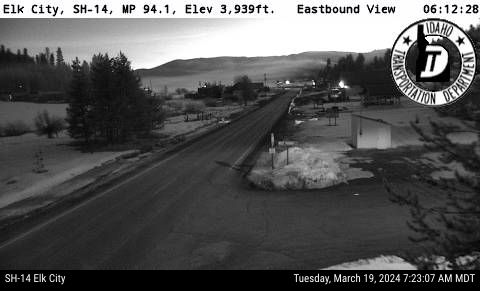 Elk City, SH-14, MP 94.1, Elev 3,939ft. Eastbound View 06:12:28
IDAHO
TRANSPORTATION DEPARTMENT
SH-14 Elk City Tuesday, March 19, 2024 7:23:07 AM MDT